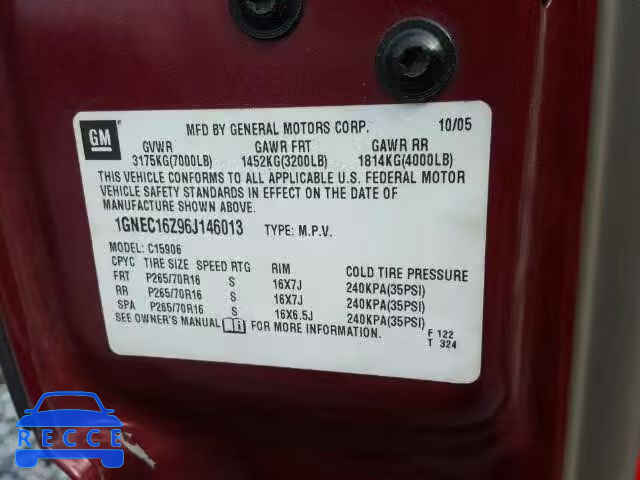 GM
MFD BY GENERAL MOTORS CORP. 10/05
GVWR GAWR FRT GAWR RR
3175KG(7000LB) 1452KG(3200LB) 1814KG(4000LB)
THIS VEHICLE CONFORMS TO ALL APPLICABLE U.S. FEDERAL MOTOR
VEHICLE SAFETY STANDARDS IN EFFECT ON THE DATE OF
MANUFACTURE SHOWN ABOVE.
1GNEC16Z96J146013 TYPE: M.P.V.
MODEL: C15906
CPYC TIRE SIZE SPEED RTG RIM COLD TIRE PRESSURE
FRT P265/70R16 S 16X7J 240KPA(35PSI)
RR P265/70R16 S 16X7J 240KPA(35PSI)
SPA P265/70R16 S 16X6.5J 240KPA(35PSI)
SEE OWNER'S MANUAL FOR MORE INFORMATION.
F 122
T 324
RECCE